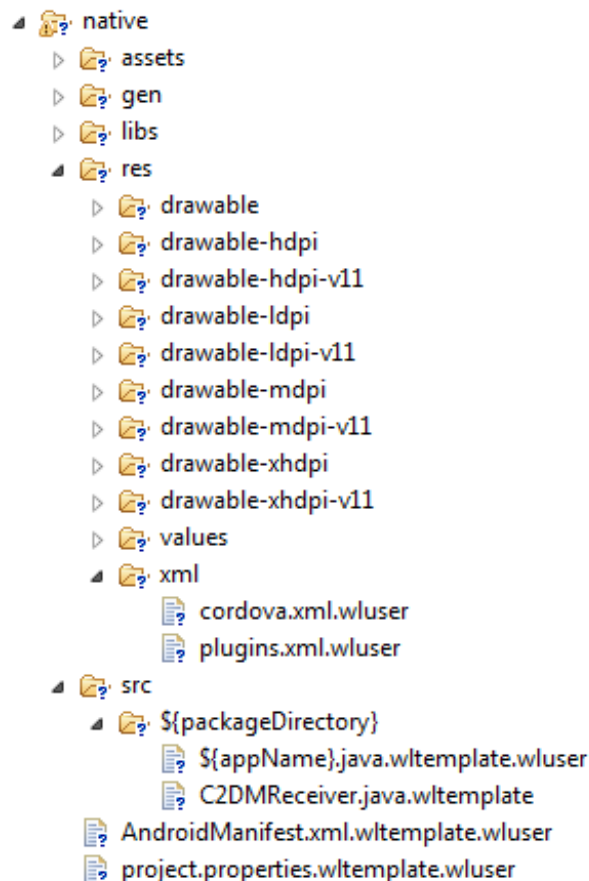 native
assets
gen
libs
res
drawable
drawable-hdpi
drawable-hdpi-v11
drawable-ldpi
drawable-ldpi-v11
drawable-mdpi
drawable-mdpi-v11
drawable-xhdpi
drawable-xhdpi-v11
values
xml
cordova.xml.wluser
plugins.xml.wluser
src
${packageDirectory}
${appName}.java.wltemplate.wluser
C2DMReceiver.java.wltemplate
AndroidManifest.xml.wltemplate.wluser
project.properties.wltemplate.wluser